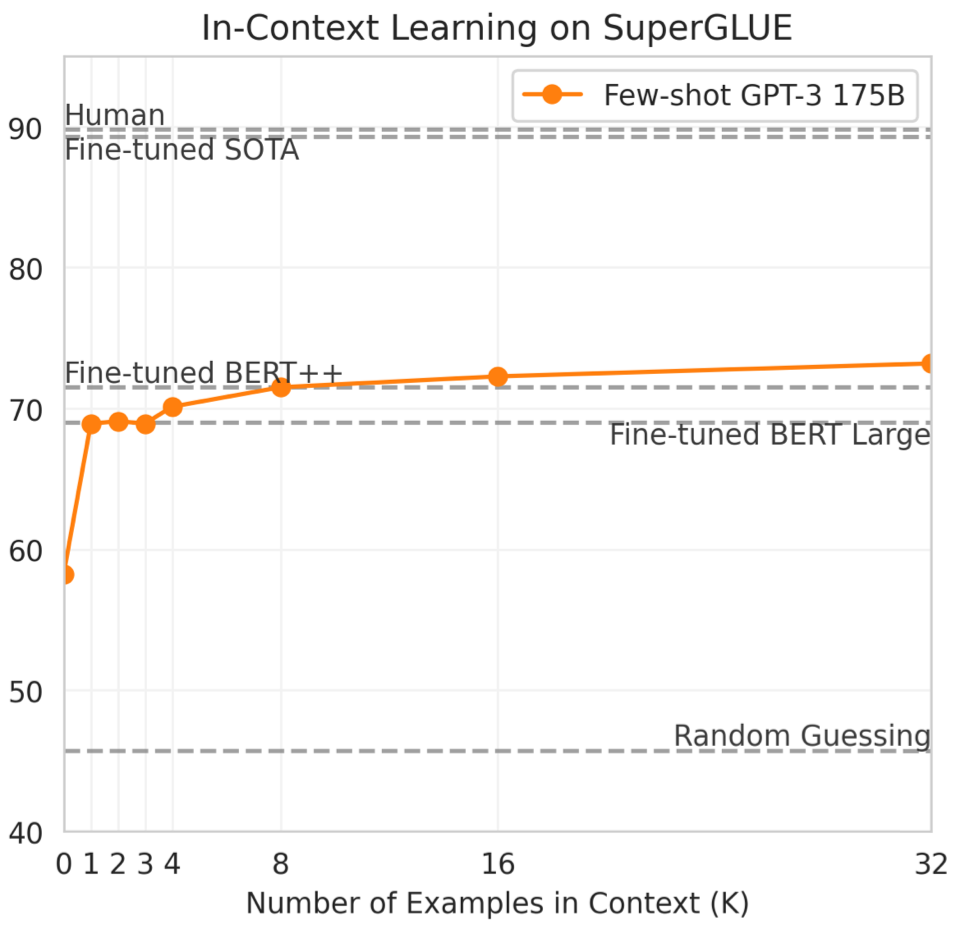 In-Context Learning on SuperGLUE
Few-shot GPT-3 175B
Human
90
Fine-tuned SOTA
80
Fine-tuned BERT++
70
Fine-tuned BERT Large
60
50
Random Guessing
40
0 1 2 3 4 8 16 32
Number of Examples in Context (K)